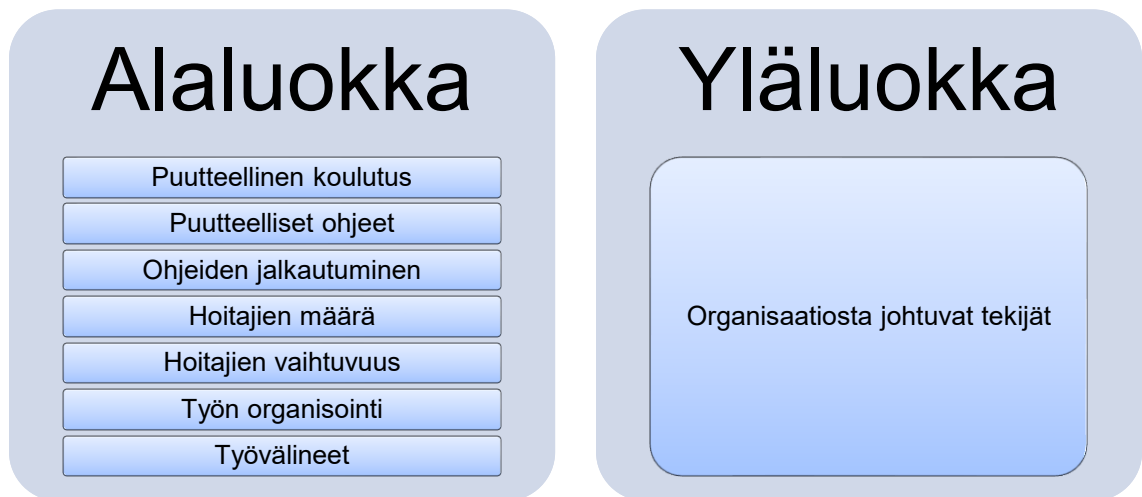 Alaluokka
Puutteellinen koulutus
Puutteelliset ohjeet
Ohjeiden jalkautuminen
Hoitajien määrä
Hoitajien vaihtuvuus
Työn organisointi
Työvälineet
Yläluokka
Organisaatiosta johtuvat tekijät